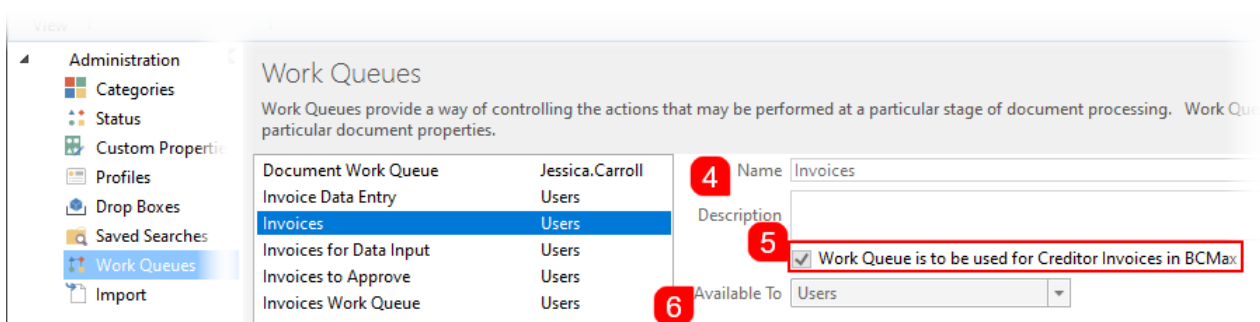 View
Administration
Categories
Status
Custom Propertie
Profiles
Drop Boxes
Saved Searches
Work Queues
Import
Work Queues
Work Queues provide a way of controlling the actions that may be performed at a particular stage of document processing. Work Que
particular document properties.
Document Work Queue Jessica.Carroll
Invoice Data Entry Users
Invoices Users
Invoices for Data Input Users
Invoices to Approve Users
Invoices Work Queue Users
4 Name Invoices
Description
5 Work Queue is to be used for Creditor Invoices in BCMax
6 Available To Users